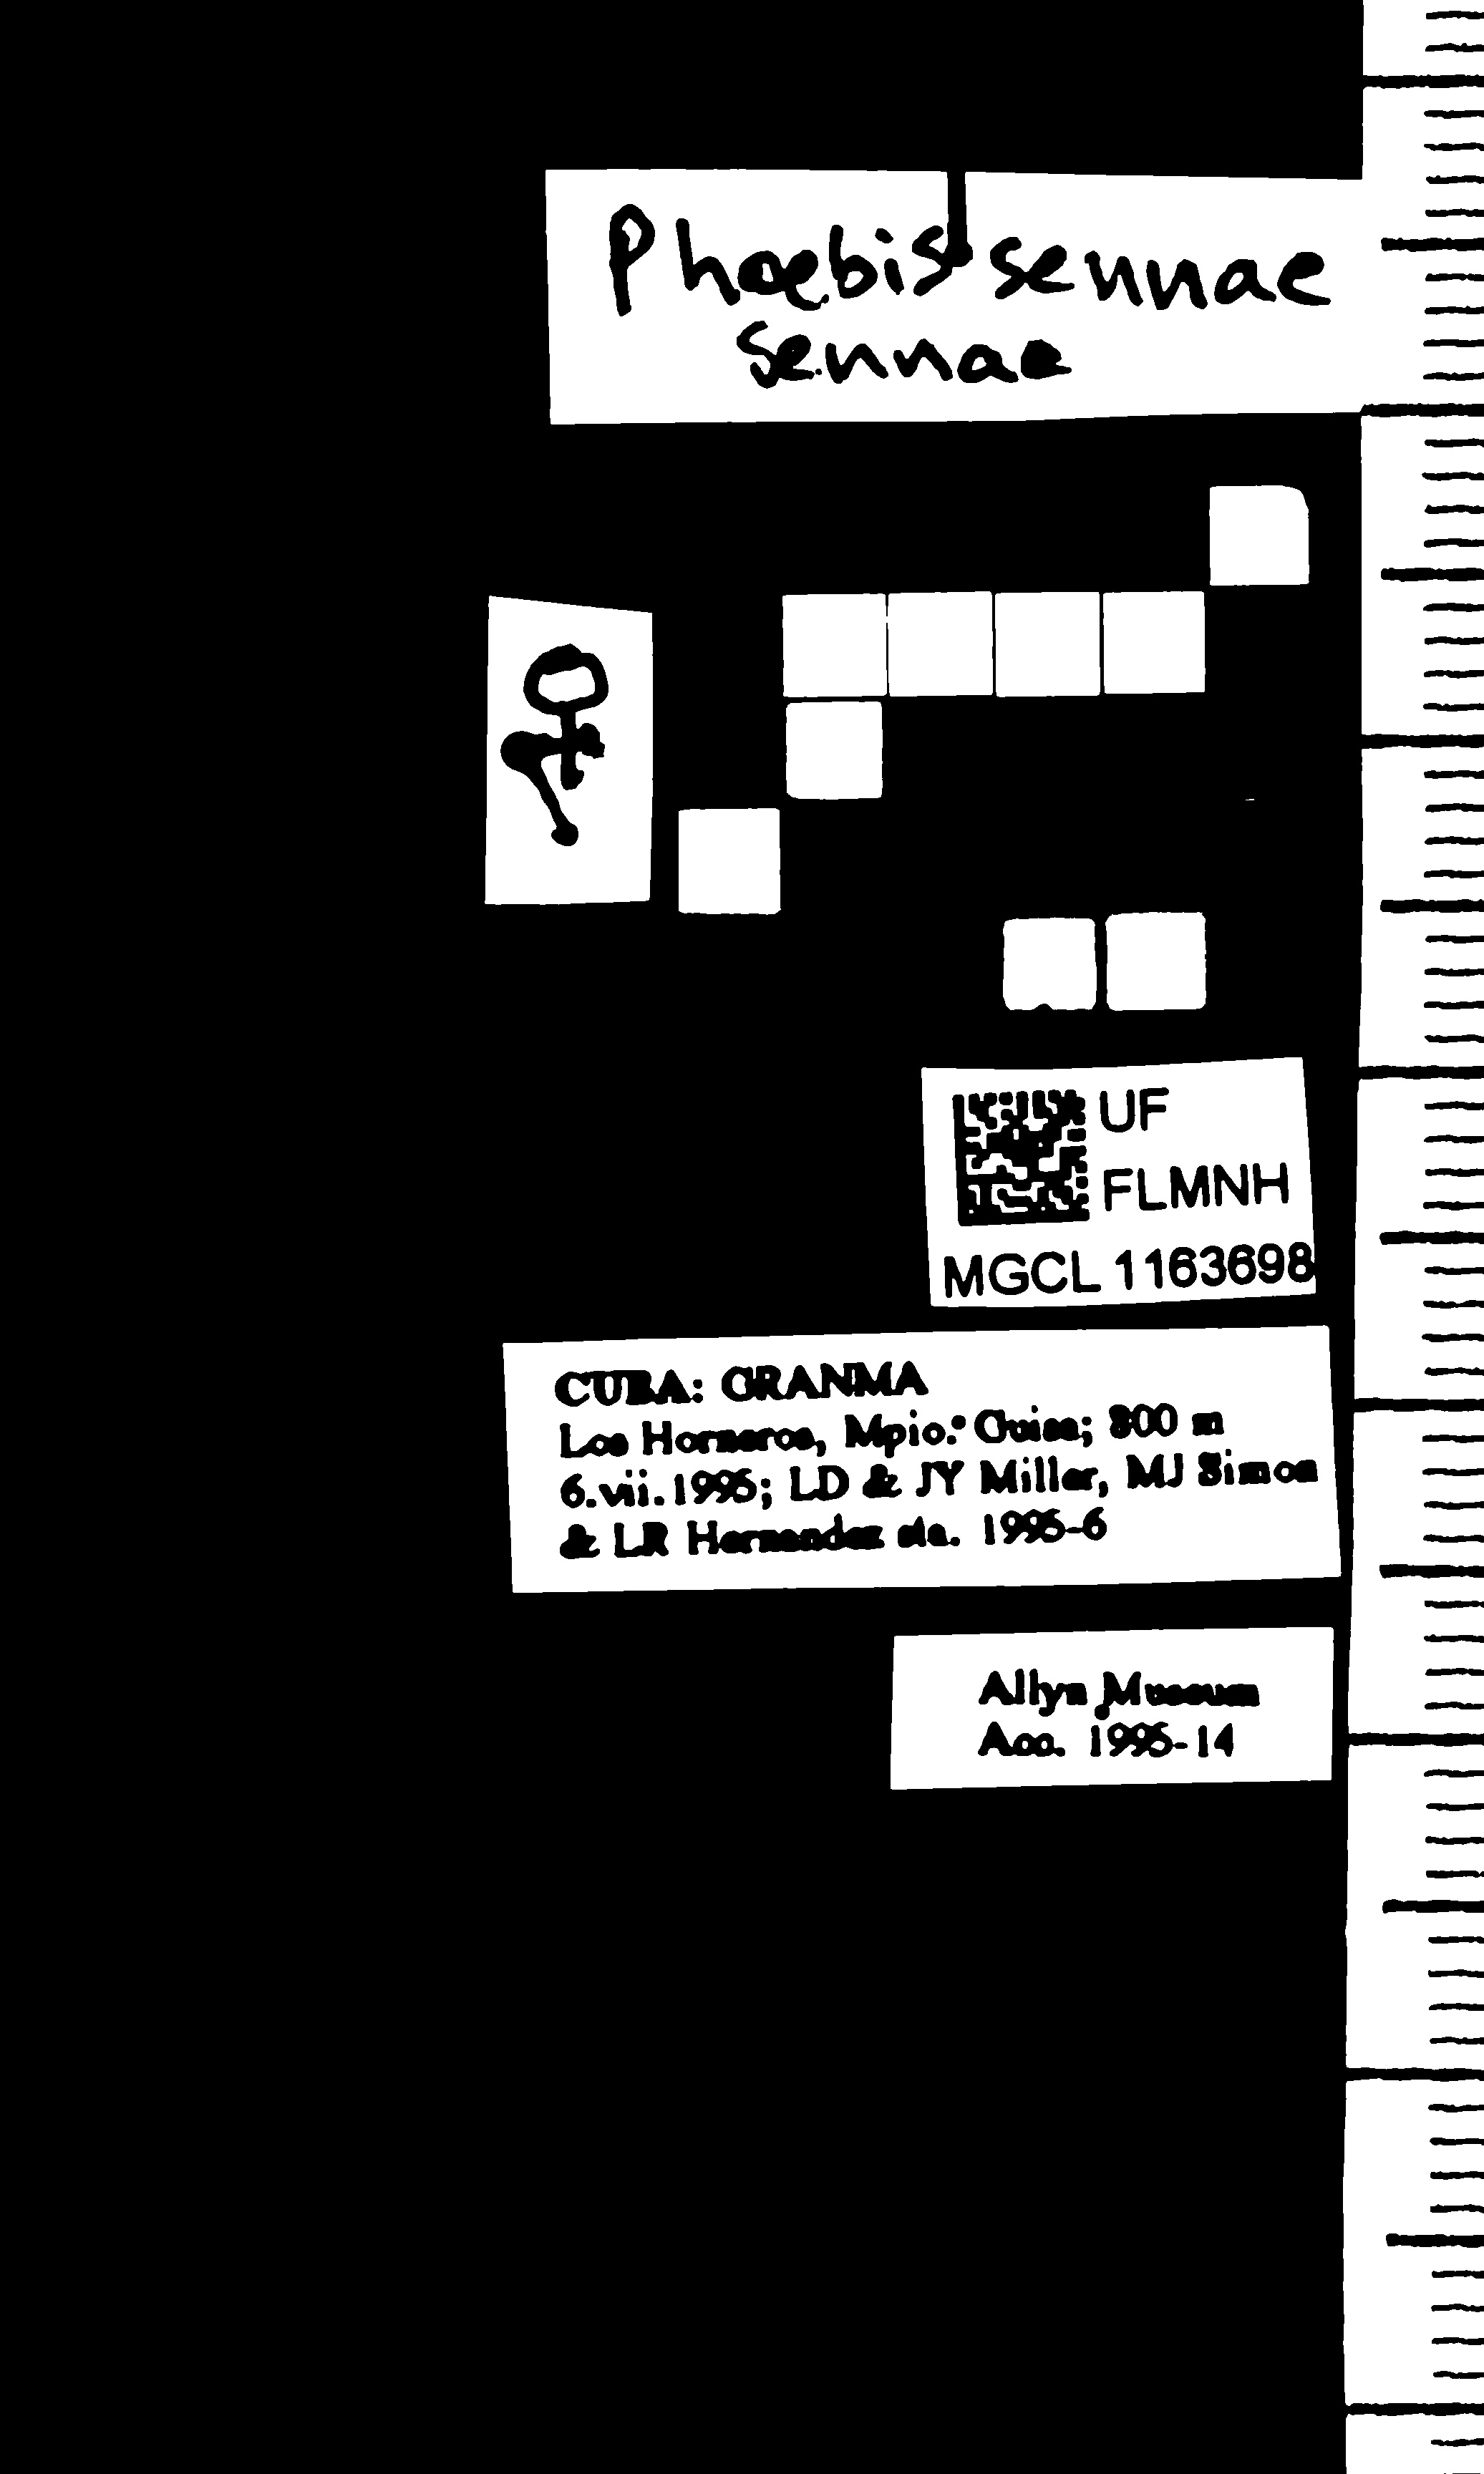 Phoebis sennae
sennae
♀
UF
FLMNH
MGCL 1163698
CUBA: GRANMA
Los Horneros, Mpio: Guisa; 800 m
6.vii.1995; LD & JY Miller, MJ Simon
& LR Hernandez sta. 1995-6
Allyn Museum
Acc. 1995-14